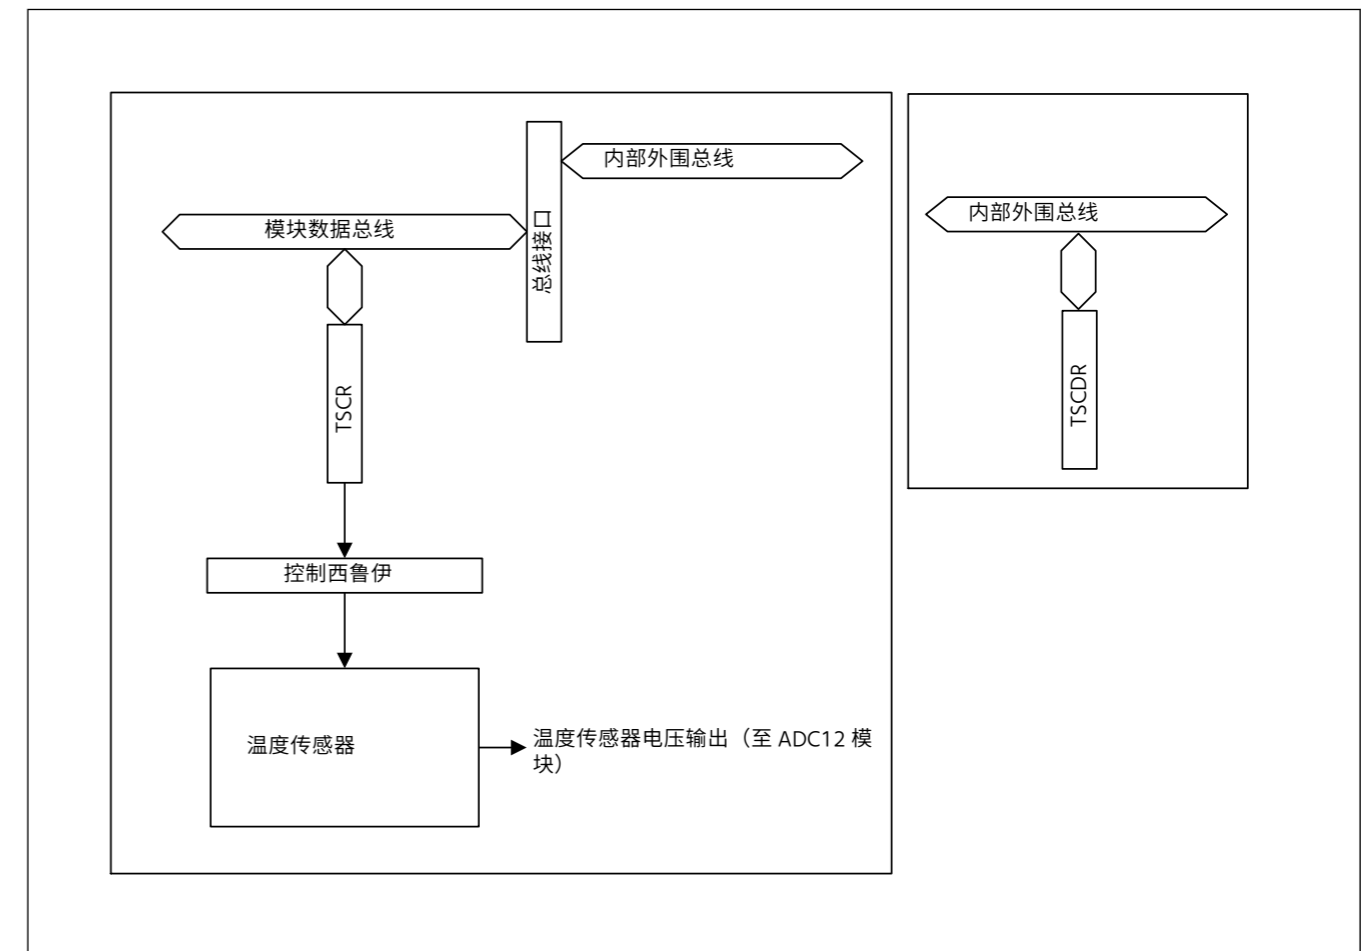 内部外围总线
模块数据总线
总线接口
TSCR
控制西鲁伊
温度传感器
温度传感器电压输出（至 ADC12 模
块）
内部外围总线
TSCDR